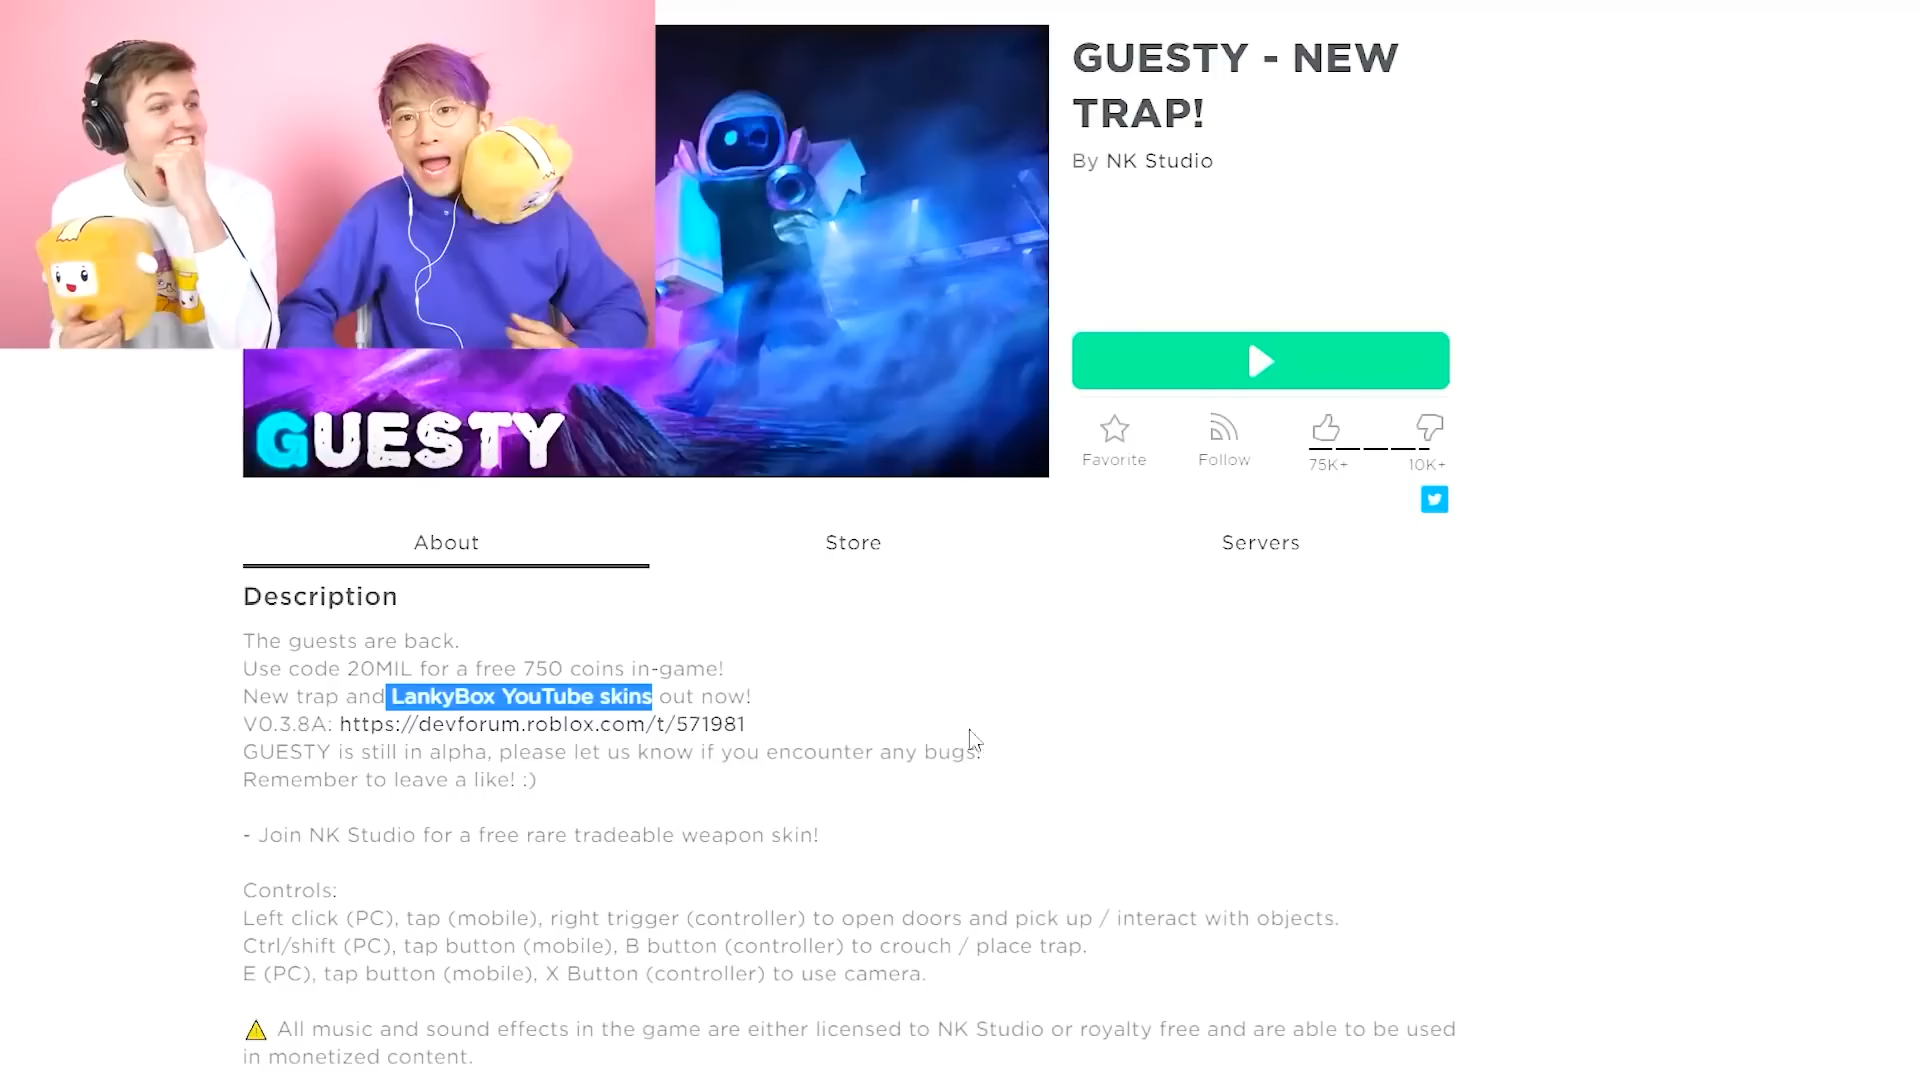 GUESTY - NEW
TRAP!
By NK Studio
GUESTY
Favorite
Follow
75K+
10K+
About
Store
Servers
Description
The guests are back.
Use code 20MIL for a free 750 coins in-game!
New trap and LankyBox YouTube skins out now!
V0.3.8A: https://devforum.roblox.com/t/571981
GUESTY is still in alpha, please let us know if you encounter any bugs!
Remember to leave a like! :)
- Join NK Studio for a free rare tradeable weapon skin!
Controls:
Left click (PC), tap (mobile), right trigger (controller) to open doors and pick up / interact with objects.
Ctrl/shift (PC), tap button (mobile), B button (controller) to crouch / place trap.
E (PC), tap button (mobile), X Button (controller) to use camera.
⚠ All music and sound effects in the game are either licensed to NK Studio or royalty free and are able to be used
in monetized content.